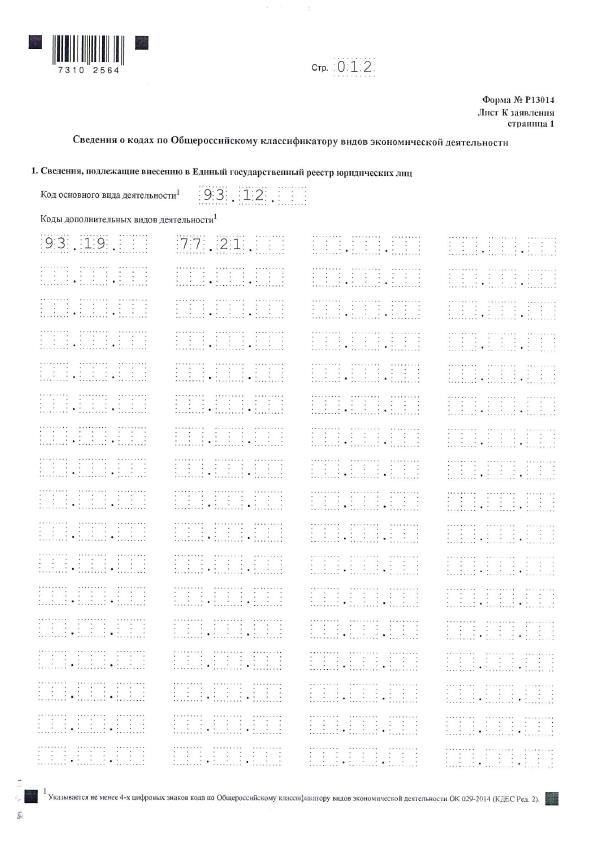 7310 2564
Стр. 012
Форма № Р13014
Лист К заявления
страница 1
Сведения о кодах по Общероссийскому классификатору видов экономической деятельности
1. Сведения, подлежащие внесению в Единый государственный реестр юридических лиц
Код основного вида деятельности1 93.12.
Коды дополнительных видов деятельности1
93.19. 77.21.
1 Указывается не менее 4-х цифровых знаков кода по Общероссийскому классификатору видов экономической деятельности ОК 029-2014 (КДЕС Ред. 2).